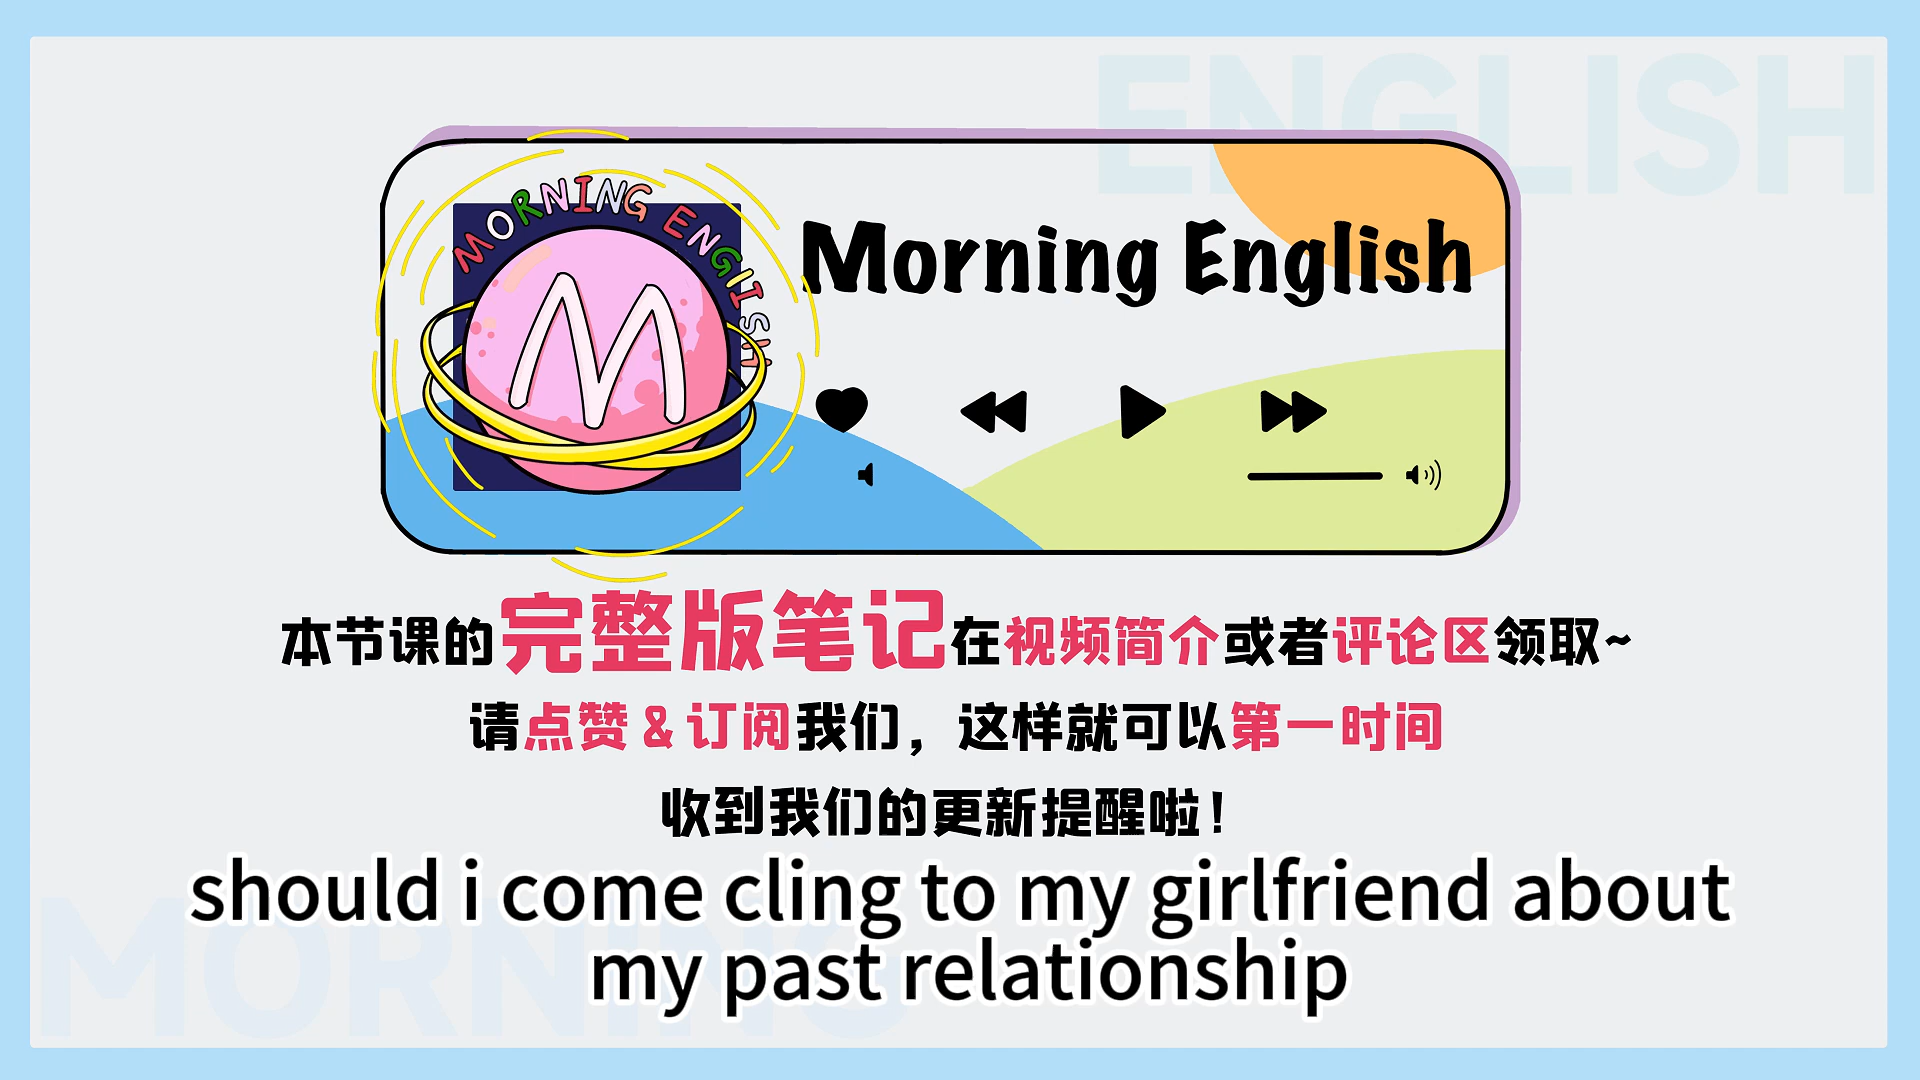 ENGLISH
MORNING ENGLISH
M
Morning English
本节课的完整版笔记在视频简介或者评论区领取~
请点赞&订阅我们，这样就可以第一时间
收到我们的更新提醒啦！
should i come cling to my girlfriend about
my past relationship
MORNING